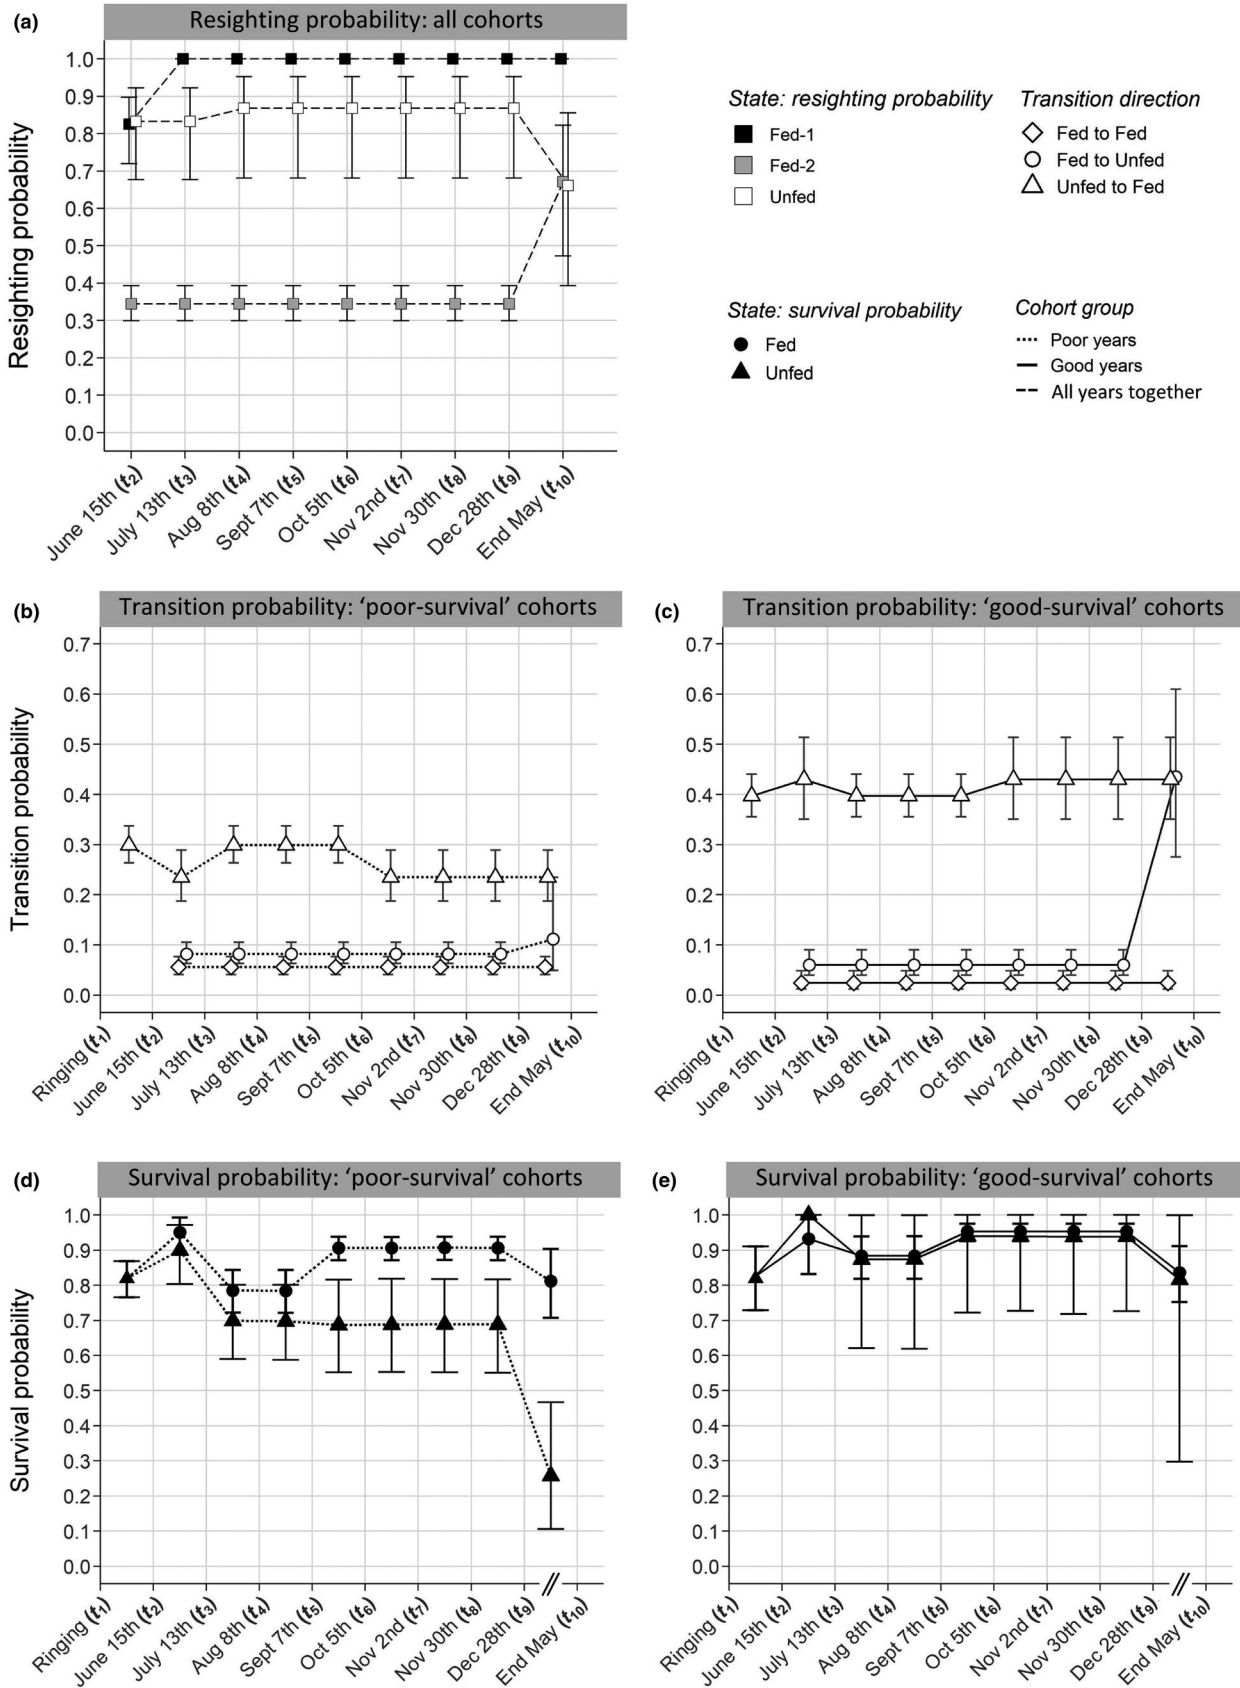 (a)
Resighting probability: all cohorts
Resighting probability
1.0
0.9
0.8
0.7
0.6
0.5
0.4
0.3
0.2
0.1
0.0
June 15th (t2)
July 13th (t3)
Aug 8th (t4)
Sept 7th (t5)
Oct 5th (t6)
Nov 2nd (t7)
Nov 30th (t8)
Dec 28th (t9)
End May (t10)
State: resighting probability
Fed-1
Fed-2
Unfed
Transition direction
Fed to Fed
Fed to Unfed
Unfed to Fed
State: survival probability
Fed
Unfed
Cohort group
Poor years
Good years
All years together
(b)
Transition probability: ‘poor-survival’ cohorts
Transition probability
0.7
0.6
0.5
0.4
0.3
0.2
0.1
0.0
Ringing (t1)
June 15th (t2)
July 13th (t3)
Aug 8th (t4)
Sept 7th (t5)
Oct 5th (t6)
Nov 2nd (t7)
Nov 30th (t8)
Dec 28th (t9)
End May (t10)
(c)
Transition probability: ‘good-survival’ cohorts
0.7
0.6
0.5
0.4
0.3
0.2
0.1
0.0
Ringing (t1)
June 15th (t2)
July 13th (t3)
Aug 8th (t4)
Sept 7th (t5)
Oct 5th (t6)
Nov 2nd (t7)
Nov 30th (t8)
Dec 28th (t9)
End May (t10)
(d)
Survival probability: ‘poor-survival’ cohorts
Survival probability
1.0
0.9
0.8
0.7
0.6
0.5
0.4
0.3
0.2
0.1
0.0
Ringing (t1)
June 15th (t2)
July 13th (t3)
Aug 8th (t4)
Sept 7th (t5)
Oct 5th (t6)
Nov 2nd (t7)
Nov 30th (t8)
Dec 28th (t9)
End May (t10)
(e)
Survival probability: ‘good-survival’ cohorts
1.0
0.9
0.8
0.7
0.6
0.5
0.4
0.3
0.2
0.1
0.0
Ringing (t1)
June 15th (t2)
July 13th (t3)
Aug 8th (t4)
Sept 7th (t5)
Oct 5th (t6)
Nov 2nd (t7)
Nov 30th (t8)
Dec 28th (t9)
End May (t10)